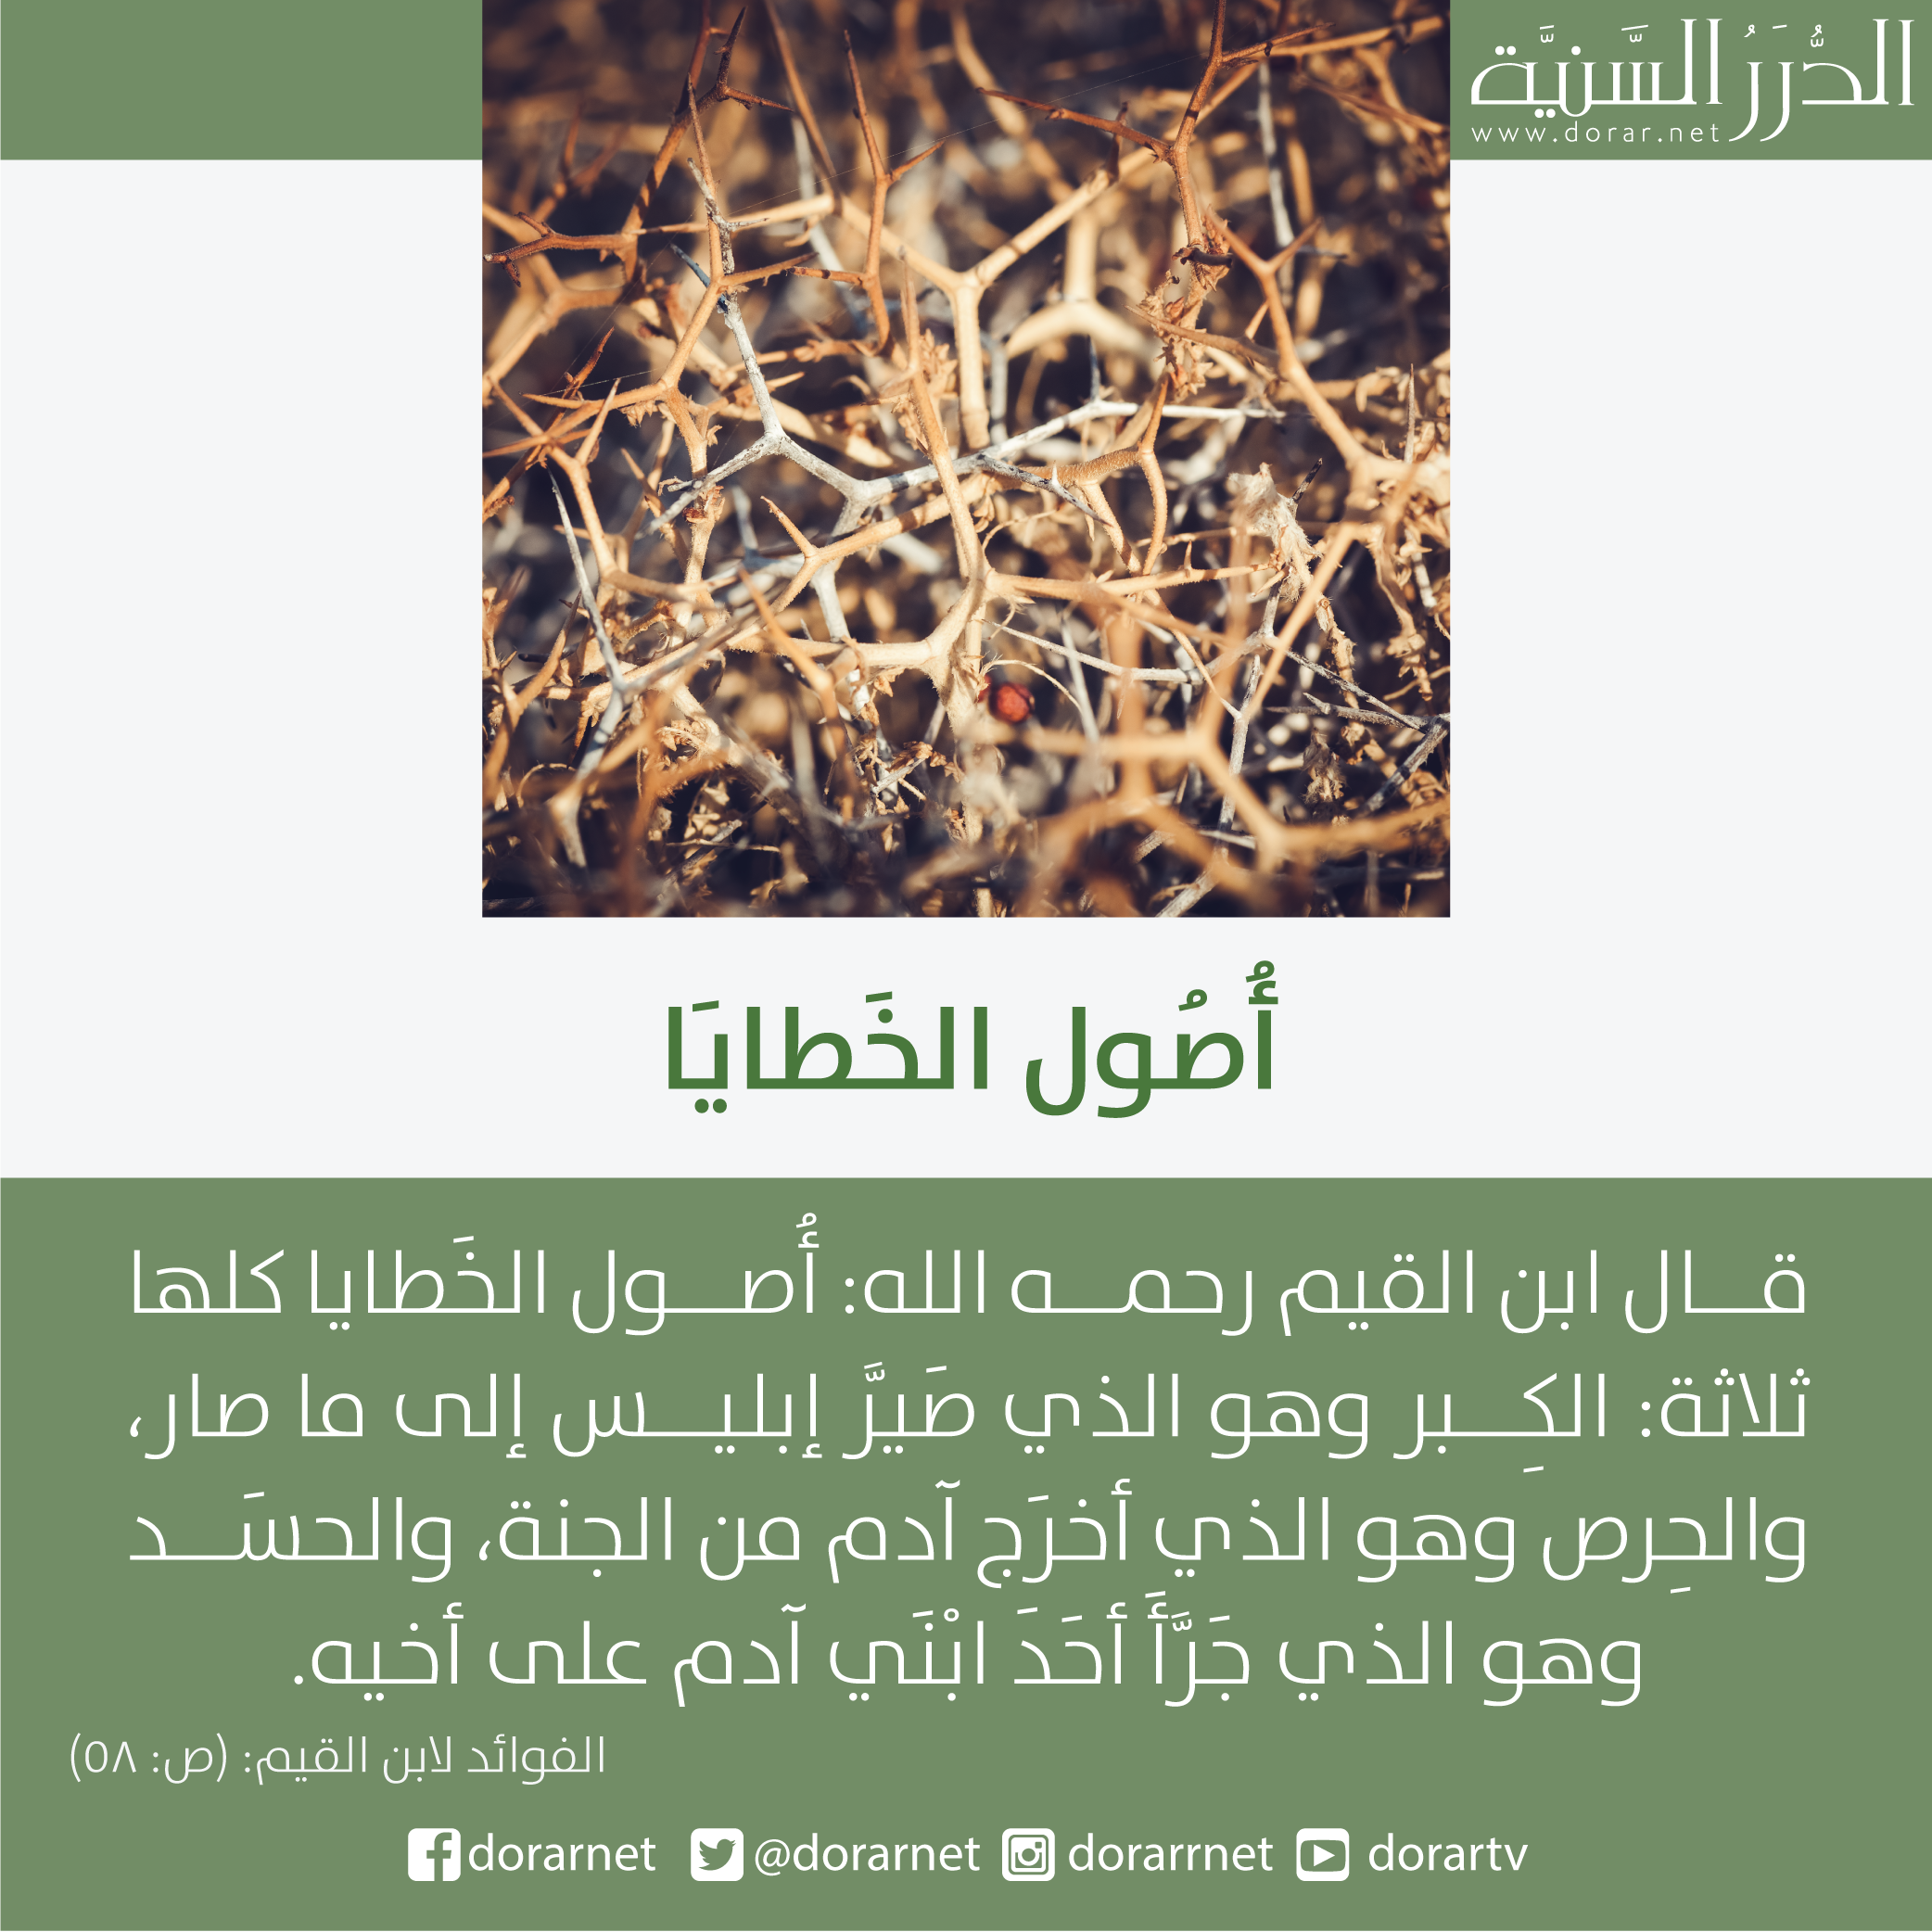 الدُّرَرُ السَّنيَّة
www.dorar.net
أُصُول الخَطايَا
قال ابن القيم رحمه الله: أُصول الخَطايا كلها
ثلاثة: الكِبر وهو الذي صَيرَّ إبليس إلى ما صار،
والحِرص وهو الذي أخرَج آدم من الجنة، والحسَد
وهو الذي جَرَّأَ أحَدَ ابْنَي آدم على أخيه.
الفوائد لابن القيم: (ص: ٥٨)
dorarnet @dorarnet dorarrnet dorartv